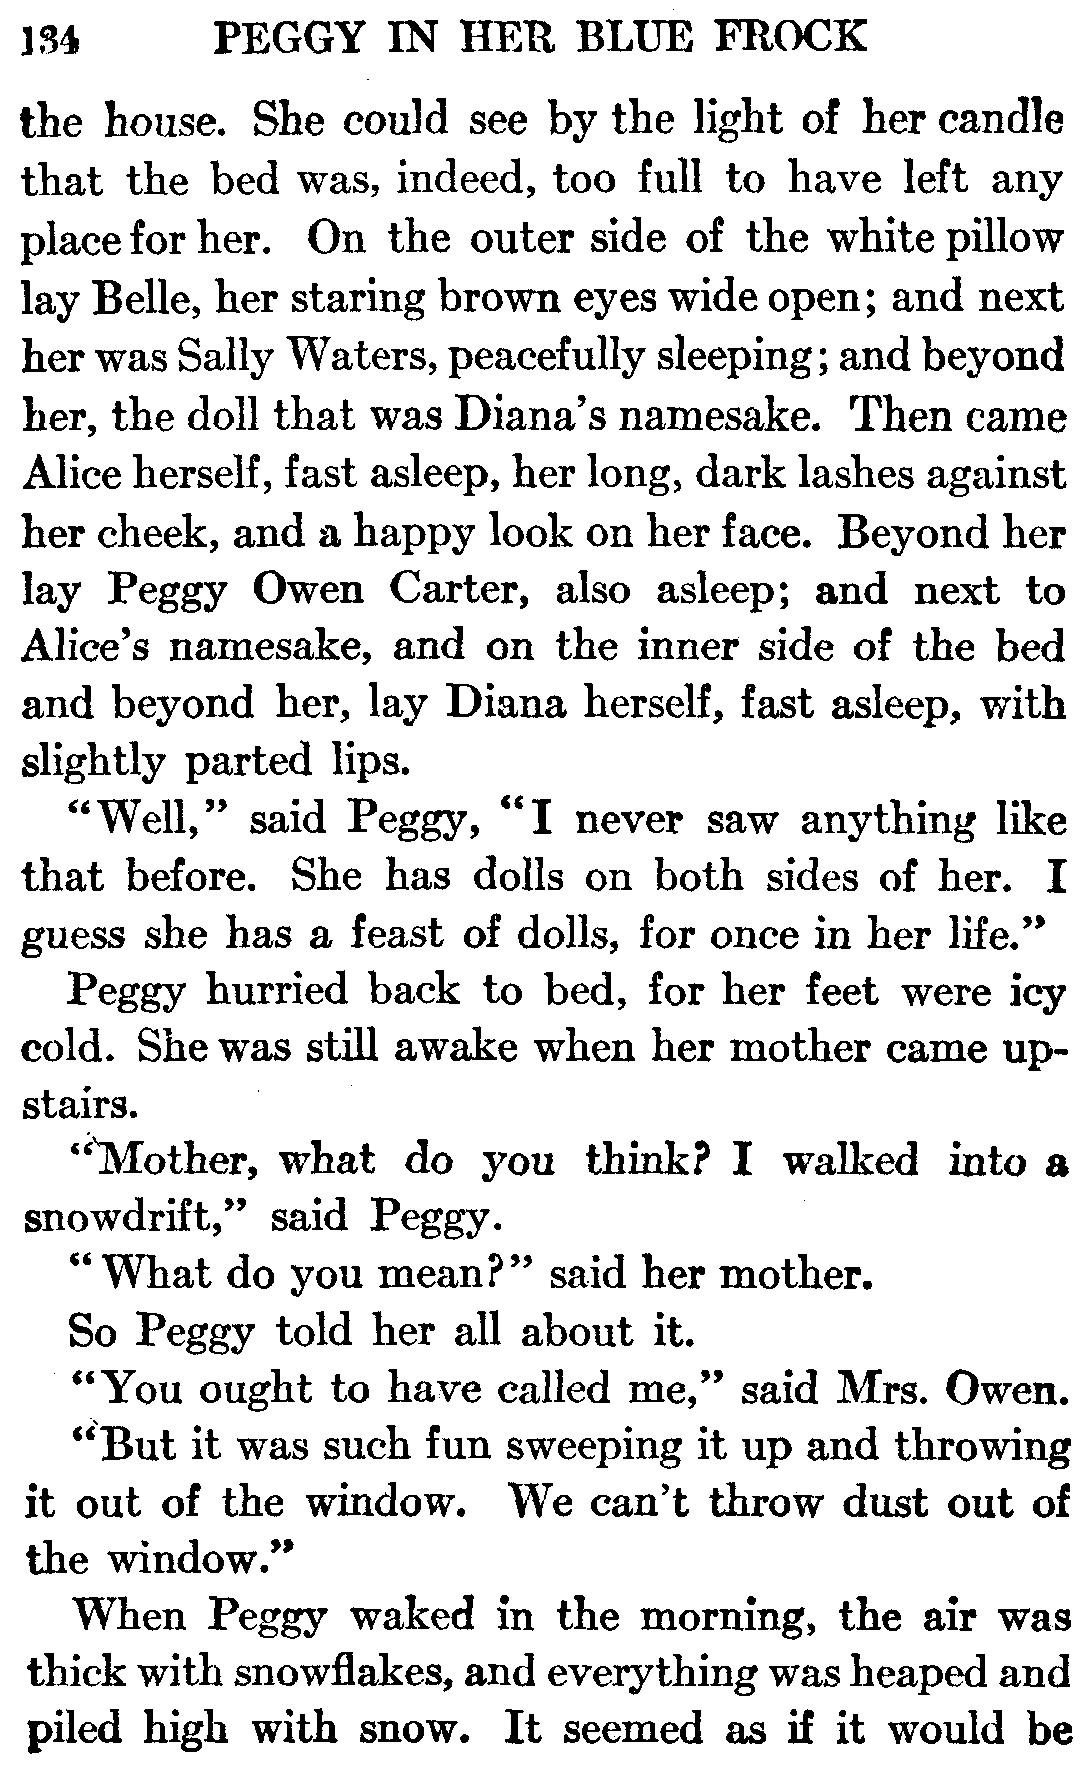 134 PEGGY IN HER BLUE FROCK
the house. She could see by the light of her candle
that the bed was, indeed, too full to have left any
place for her. On the outer side of the white pillow
lay Belle, her staring brown eyes wide open; and next
her was Sally Waters, peacefully sleeping; and beyond
her, the doll that was Diana's namesake. Then came
Alice herself, fast asleep, her long, dark lashes against
her cheek, and a happy look on her face. Beyond her
lay Peggy Owen Carter, also asleep; and next to
Alice's namesake, and on the inner side of the bed
and beyond her, lay Diana herself, fast asleep, with
slightly parted lips.
"Well," said Peggy, "I never saw anything like
that before. She has dolls on both sides of her. I
guess she has a feast of dolls, for once in her life."
Peggy hurried back to bed, for her feet were icy
cold. She was still awake when her mother came up-
stairs.
"Mother, what do you think? I walked into a
snowdrift," said Peggy.
"What do you mean?" said her mother.
So Peggy told her all about it.
"You ought to have called me," said Mrs. Owen.
"But it was such fun sweeping it up and throwing
it out of the window. We can't throw dust out of
the window."
When Peggy waked in the morning, the air was
thick with snowflakes, and everything was heaped and
piled high with snow. It seemed as if it would be